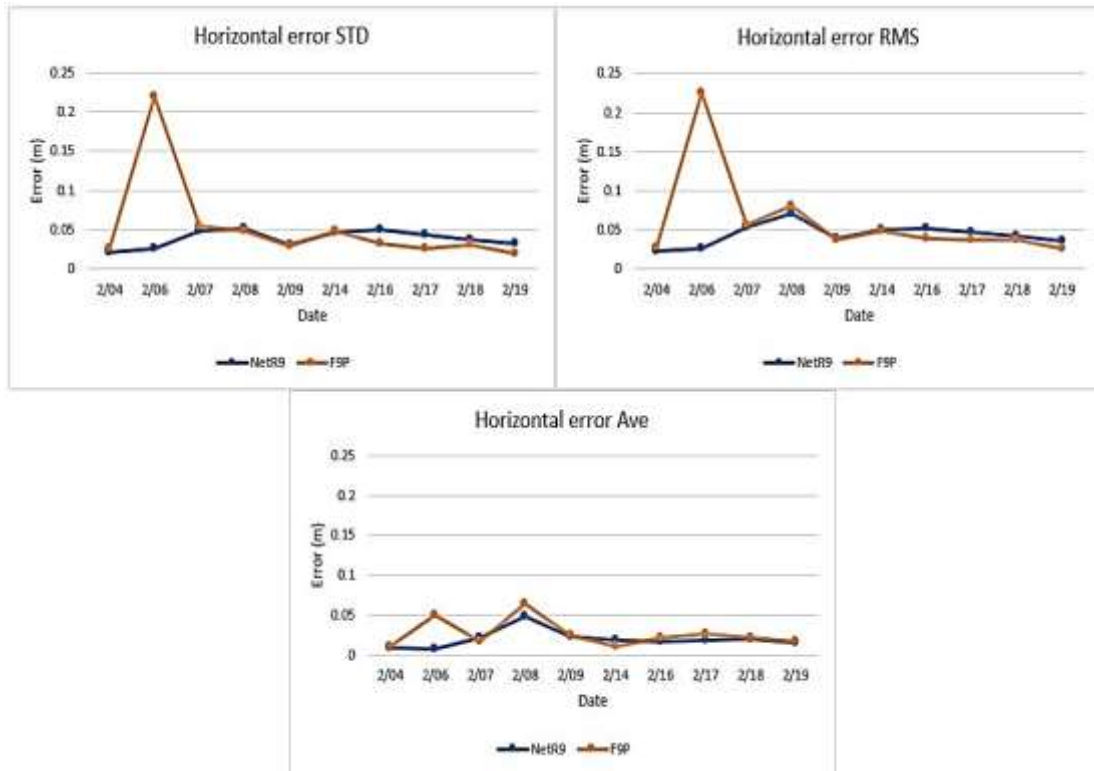 Horizontal error STD
0.25
0.2
0.15
0.1
0.05
0
Error (m)
2/04 2/06 2/07 2/08 2/09 2/14 2/16 2/17 2/18 2/19
Date
NetR9 F9P
Horizontal error RMS
0.25
0.2
0.15
0.1
0.05
0
Error (m)
2/04 2/06 2/07 2/08 2/09 2/14 2/16 2/17 2/18 2/19
Date
NetR9 F9P
Horizontal error Ave
0.25
0.2
0.15
0.1
0.05
0
Error (m)
2/04 2/06 2/07 2/08 2/09 2/14 2/16 2/17 2/18 2/19
Date
NetR9 F9P